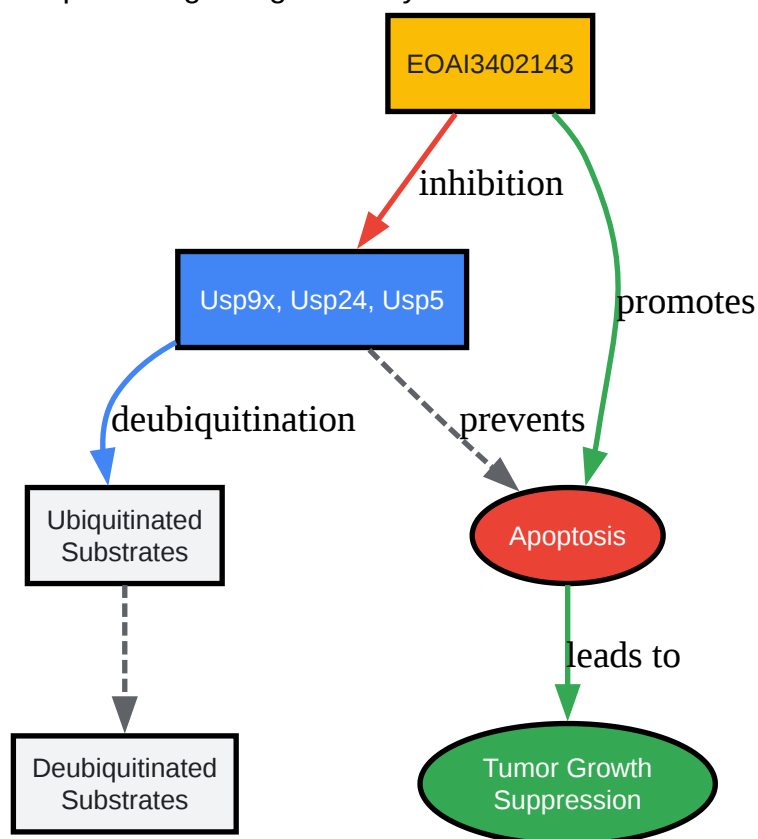 EOAI3402143
inhibition
Usp9x, Usp24, Usp5
promotes
deubiquitination
prevents
Ubiquitinated
Substrates
Apoptosis
leads to
Deubiquitinated
Substrates
Tumor Growth
Suppression